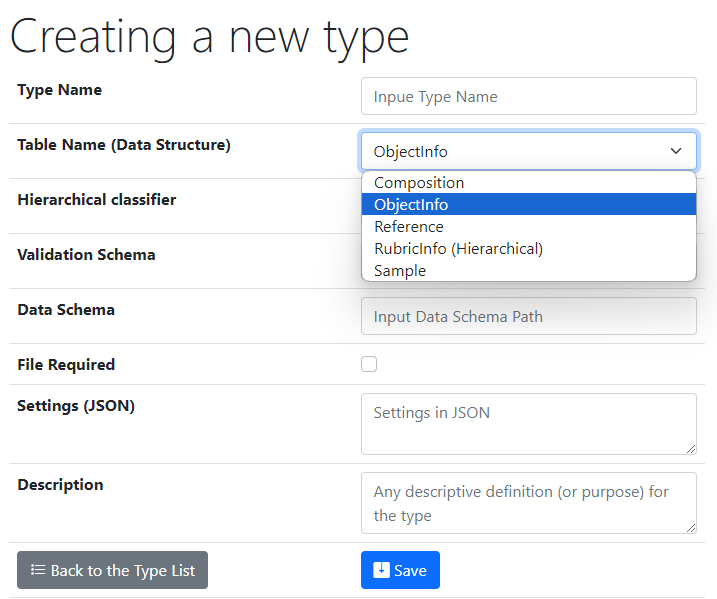 Creating a new type
Type Name
Inpue Type Name
Table Name (Data Structure)
ObjectInfo
Composition
ObjectInfo
Reference
RubricInfo (Hierarchical)
Sample
Hierarchical classifier
Validation Schema
Data Schema
Input Data Schema Path
File Required
Settings (JSON)
Settings in JSON
Description
Any descriptive definition (or purpose) for
the type
Back to the Type List
Save